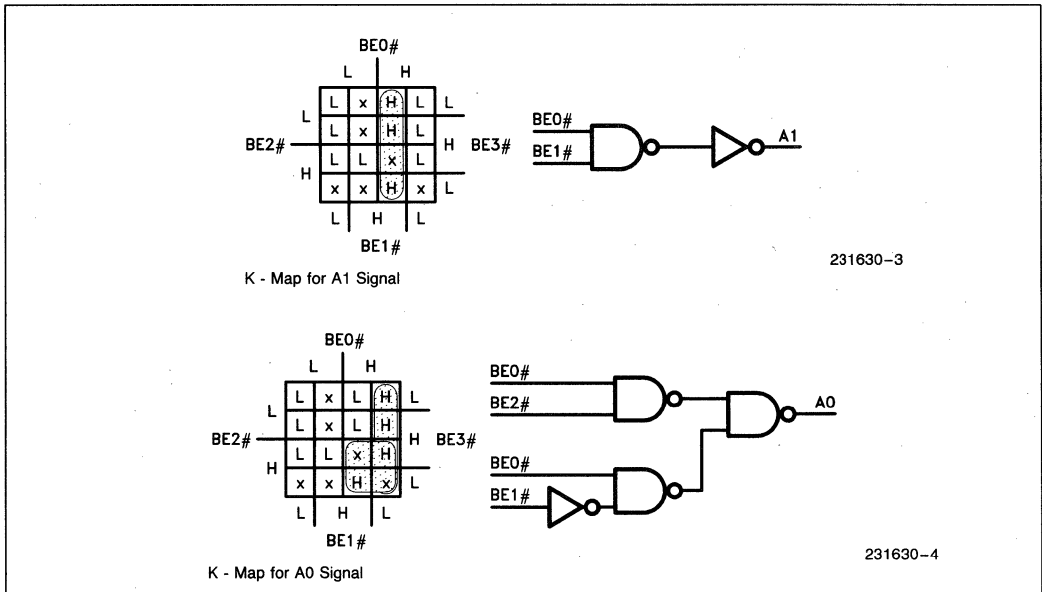 BE0#
L H
L x H L L
L
L x H L
BE2# H BE3#
L L x L
H
x x H x L
L H L
BE1#
K - Map for A1 Signal
BE0#
BE1#
A1
231630-3
BE0#
L H
L x L H L
L
L x L H
BE2# H BE3#
L L x H
H
x x H x L
L H L
BE1#
K - Map for A0 Signal
BE0#
BE2#
A0
BE0#
BE1#
231630-4